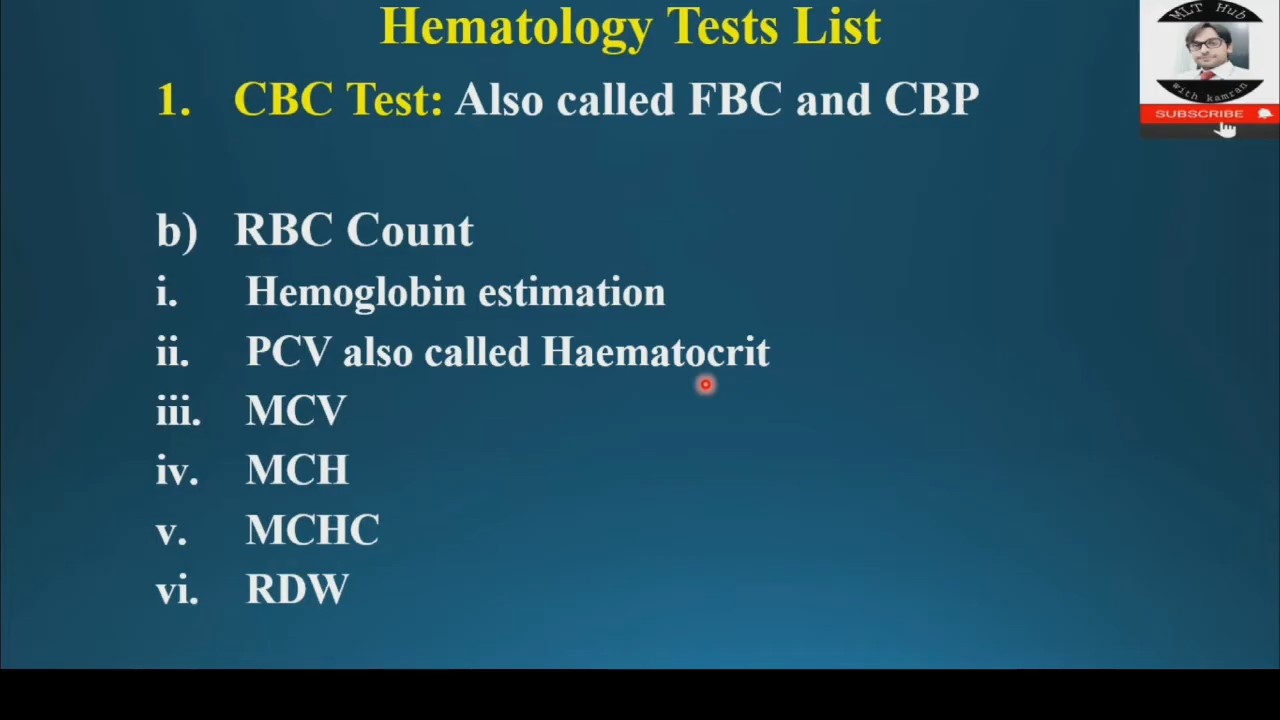 Hematology Tests List
MLT Hub
with kamran
SUBSCRIBE
1. CBC Test: Also called FBC and CBP
b) RBC Count
i. Hemoglobin estimation
ii. PCV also called Haematocrit
iii. MCV
iv. MCH
v. MCHC
vi. RDW